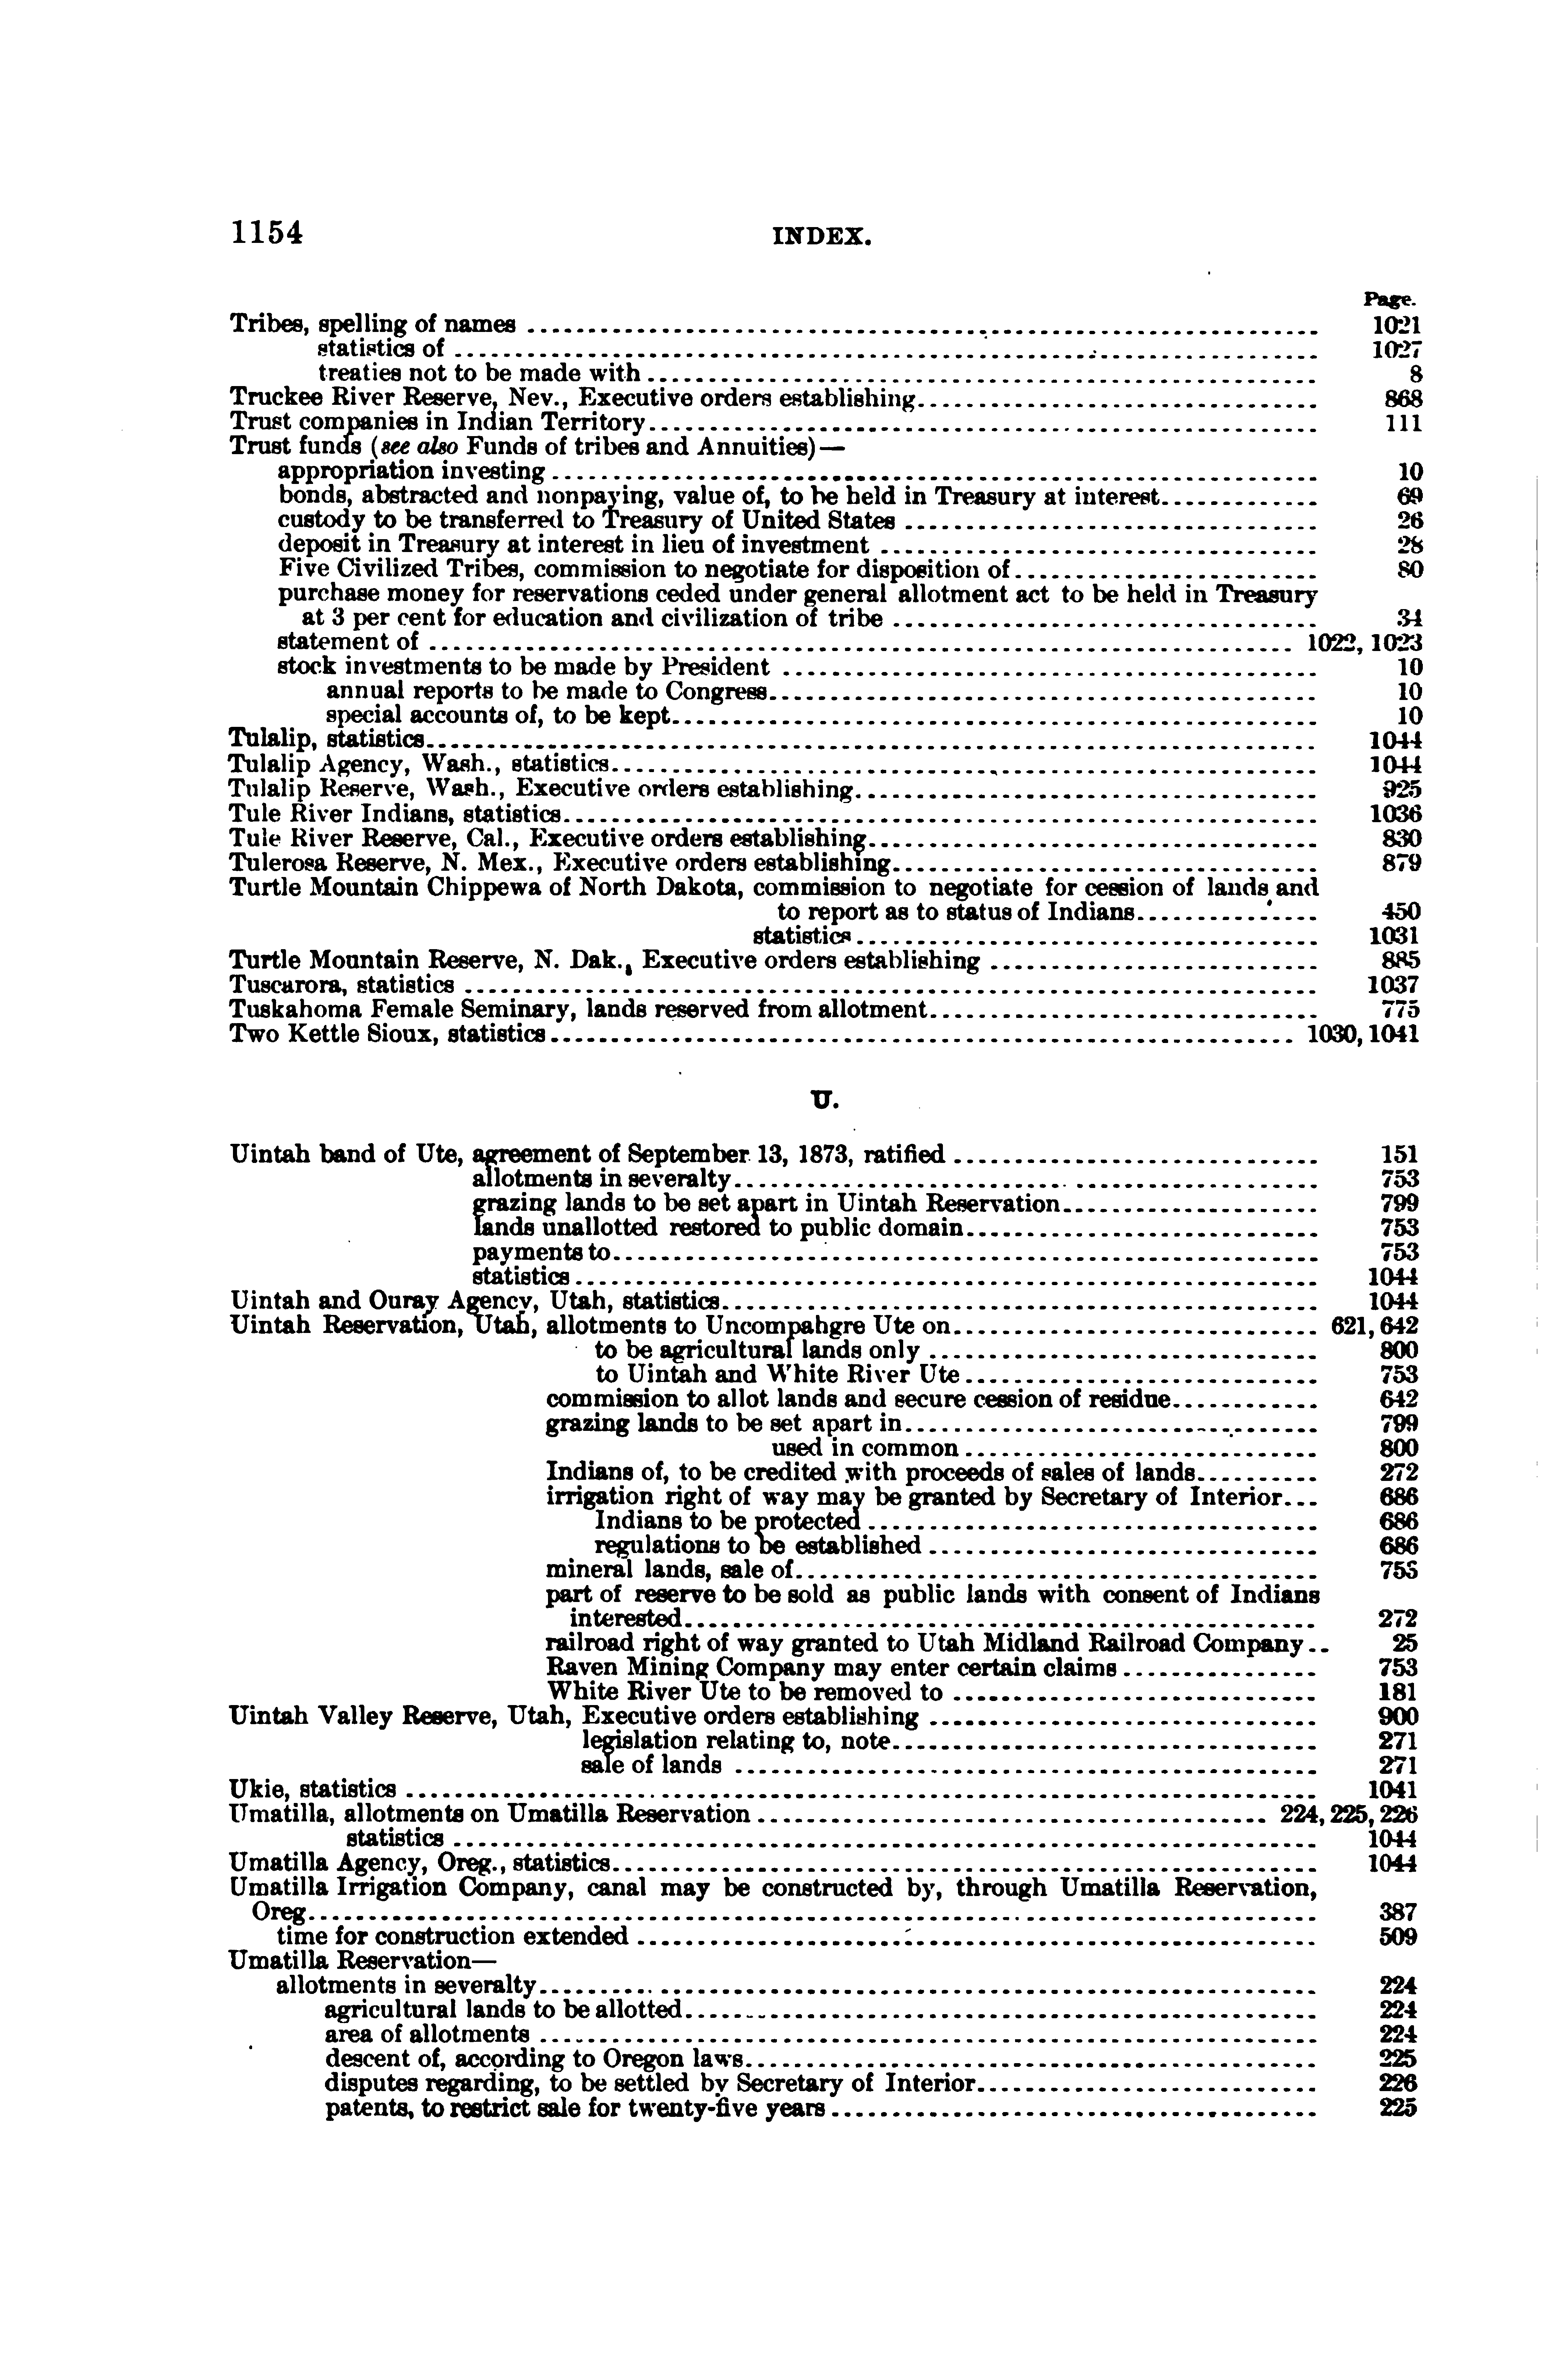 1154 INDEX.
Page.
Tribes, spelling of names ........ 1021
statistics of ........ 1027
treaties not to be made with ........ 8
Truckee River Reserve, Nev., Executive orders establishing ........ 868
Trust companies in Indian Territory ........ 111
Trust funds (see also Funds of tribes and Annuities)—
appropriation investing ........ 10
bonds, abstracted and nonpaying, value of, to be held in Treasury at interest ........ 69
custody to be transferred to Treasury of United States ........ 26
deposit in Treasury at interest in lieu of investment ........ 28
Five Civilized Tribes, commission to negotiate for disposition of ........ 80
purchase money for reservations ceded under general allotment act to be held in Treasury
at 3 per cent for education and civilization of tribe ........ 34
statement of ........ 1022, 1023
stock investments to be made by President ........ 10
annual reports to be made to Congress ........ 10
special accounts of, to be kept ........ 10
Tulalip, statistics ........ 1044
Tulalip Agency, Wash., statistics ........ 1044
Tulalip Reserve, Wash., Executive orders establishing ........ 925
Tule River Indians, statistics ........ 1036
Tule River Reserve, Cal., Executive orders establishing ........ 830
Tulerosa Reserve, N. Mex., Executive orders establishing ........ 879
Turtle Mountain Chippewa of North Dakota, commission to negotiate for cession of lands and
to report as to status of Indians ........ 450
statistics ........ 1031
Turtle Mountain Reserve, N. Dak., Executive orders establishing ........ 885
Tuscarora, statistics ........ 1037
Tuskahoma Female Seminary, lands reserved from allotment ........ 775
Two Kettle Sioux, statistics ........ 1030, 1041
U.
Uintah band of Ute, agreement of September 13, 1873, ratified ........ 151
allotments in severalty ........ 753
grazing lands to be set apart in Uintah Reservation ........ 799
lands unallotted restored to public domain ........ 753
payments to ........ 753
statistics ........ 1044
Uintah and Ouray Agency, Utah, statistics ........ 1044
Uintah Reservation, Utah, allotments to Uncompahgre Ute on ........ 621, 642
to be agricultural lands only ........ 800
to Uintah and White River Ute ........ 753
commission to allot lands and secure cession of residue ........ 642
grazing lands to be set apart in ........ 799
used in common ........ 800
Indians of, to be credited with proceeds of sales of lands ........ 272
irrigation right of way may be granted by Secretary of Interior ... 686
Indians to be protected ........ 686
regulations to be established ........ 686
mineral lands, sale of ........ 753
part of reserve to be sold as public lands with consent of Indians
interested ........ 272
railroad right of way granted to Utah Midland Railroad Company .. 25
Raven Mining Company may enter certain claims ........ 753
White River Ute to be removed to ........ 181
Uintah Valley Reserve, Utah, Executive orders establishing ........ 900
legislation relating to, note ........ 271
sale of lands ........ 271
Ukie, statistics ........ 1041
Umatilla, allotments on Umatilla Reservation ........ 224, 225, 226
statistics ........ 1044
Umatilla Agency, Oreg., statistics ........ 1044
Umatilla Irrigation Company, canal may be constructed by, through Umatilla Reservation,
Oreg ........ 387
time for construction extended ........ 509
Umatilla Reservation—
allotments in severalty ........ 224
agricultural lands to be allotted ........ 224
area of allotments ........ 224
descent of, according to Oregon laws ........ 225
disputes regarding, to be settled by Secretary of Interior ........ 226
patents, to restrict sale for twenty-five years ........ 225